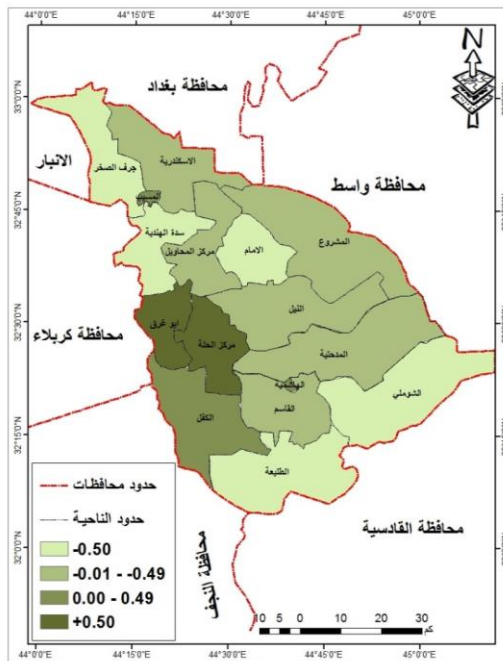 44°0'0"E 44°15'0"E 44°30'0"E 44°45'0"E 45°0'0"E
N
محافظة بغداد
33°0'0"N
الانبار
جرف الصخر
الاسكندرية
محافظة واسط
المسيب
32°45'0"N
سدة الهندية
مركز المحاويل
الامام
المشروع
النيل
32°30'0"N
ابو غرق
مركز الحلة
محافظة كربلاء
المدحتية
الهاشمية
القاسم
الشوملي
الكفل
32°15'0"N
الطليعة
محافظة القادسية
محافظة النجف
32°0'0"N
حدود محافظات
حدود الناحية
-0.50
-0.01 - -0.49
0.00 - 0.49
+0.50
10 5 0 10 20 30
كم
44°0'0"E 44°15'0"E 44°30'0"E 44°45'0"E 45°0'0"E